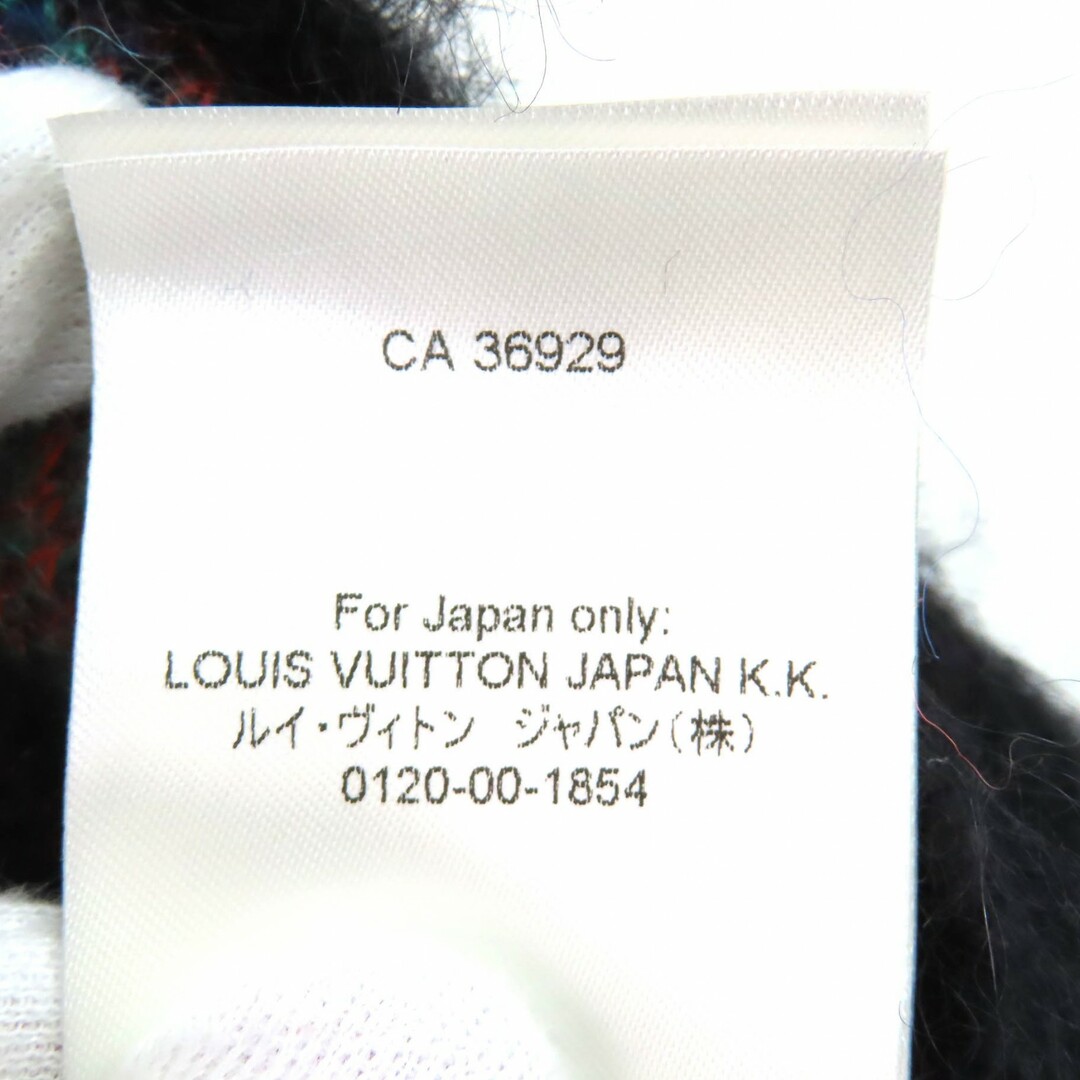 CA 36929
For Japan only:
LOUIS VUITTON JAPAN K.K.
ルイ・ヴィトン　ジャパン(株)
0120-00-1854